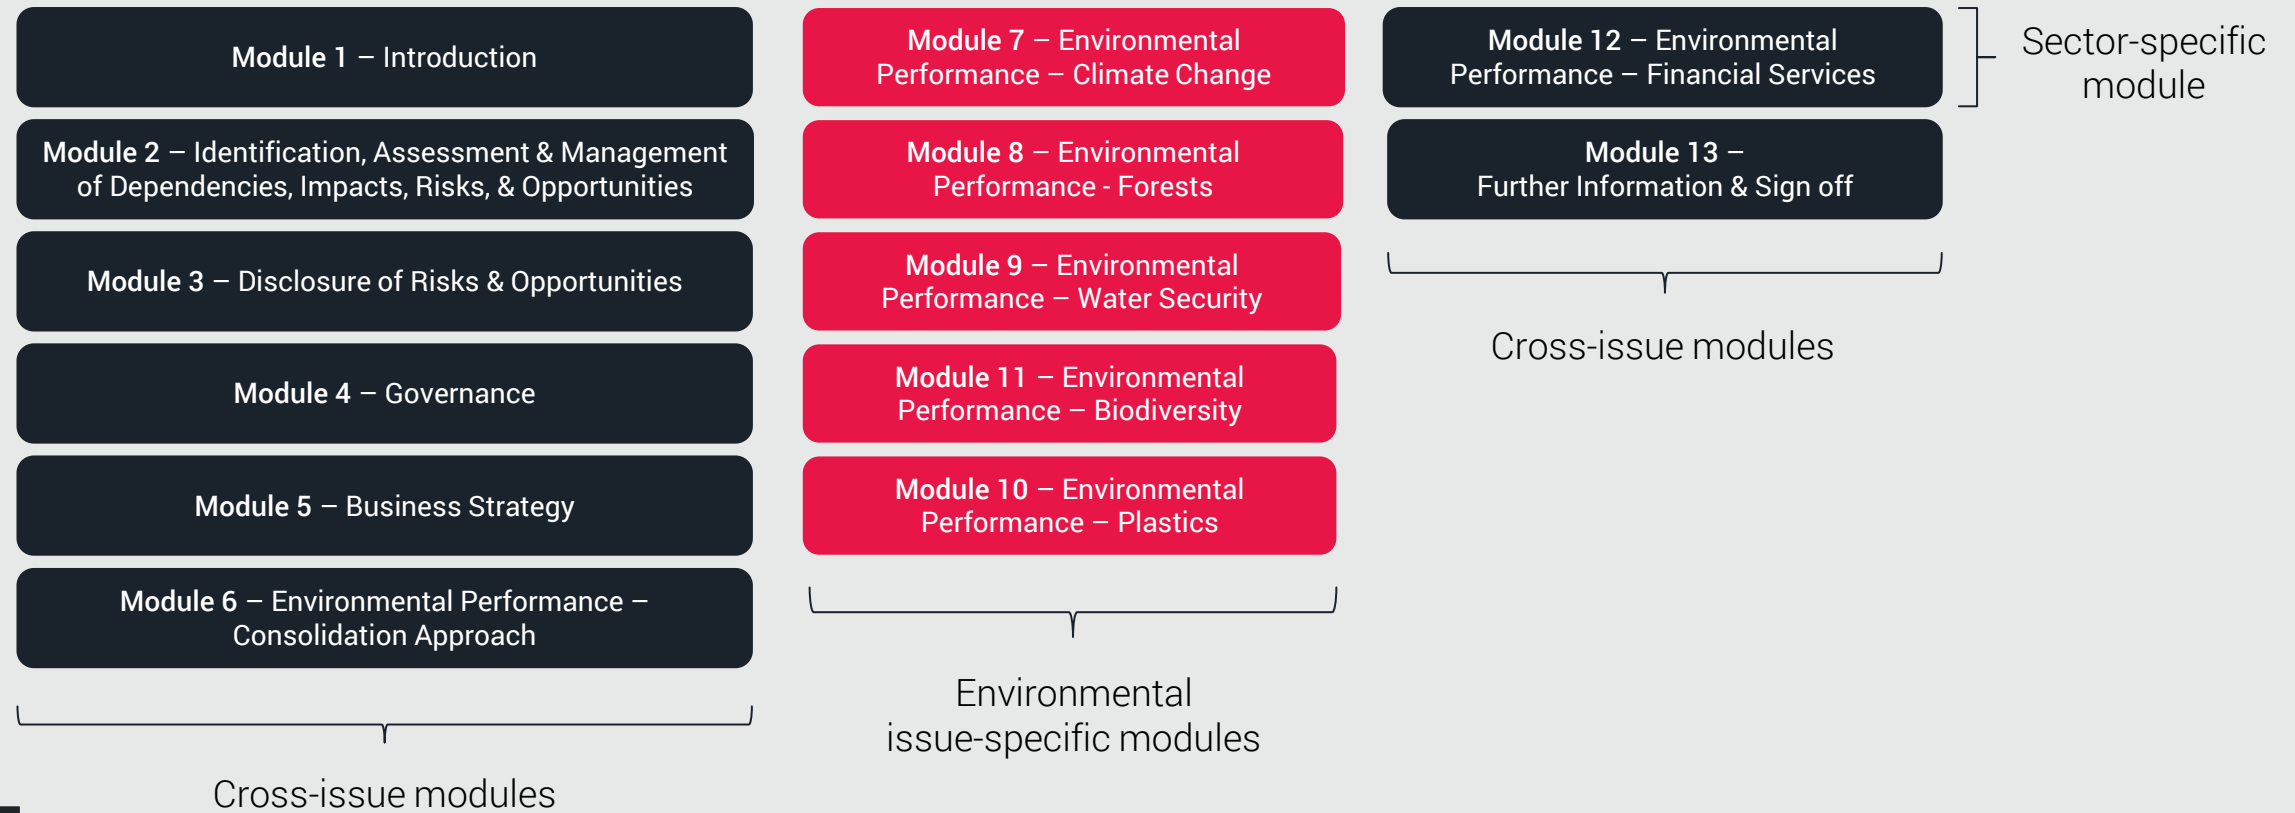 Module 1 – Introduction
Module 2 – Identification, Assessment & Management
of Dependencies, Impacts, Risks, & Opportunities
Module 3 – Disclosure of Risks & Opportunities
Module 4 – Governance
Module 5 – Business Strategy
Module 6 – Environmental Performance –
Consolidation Approach
Cross-issue modules
Module 7 – Environmental
Performance – Climate Change
Module 8 – Environmental
Performance - Forests
Module 9 – Environmental
Performance – Water Security
Module 11 – Environmental
Performance – Biodiversity
Module 10 – Environmental
Performance – Plastics
Environmental
issue-specific modules
Module 12 – Environmental
Performance – Financial Services
Module 13 –
Further Information & Sign off
Cross-issue modules
Sector-specific
module